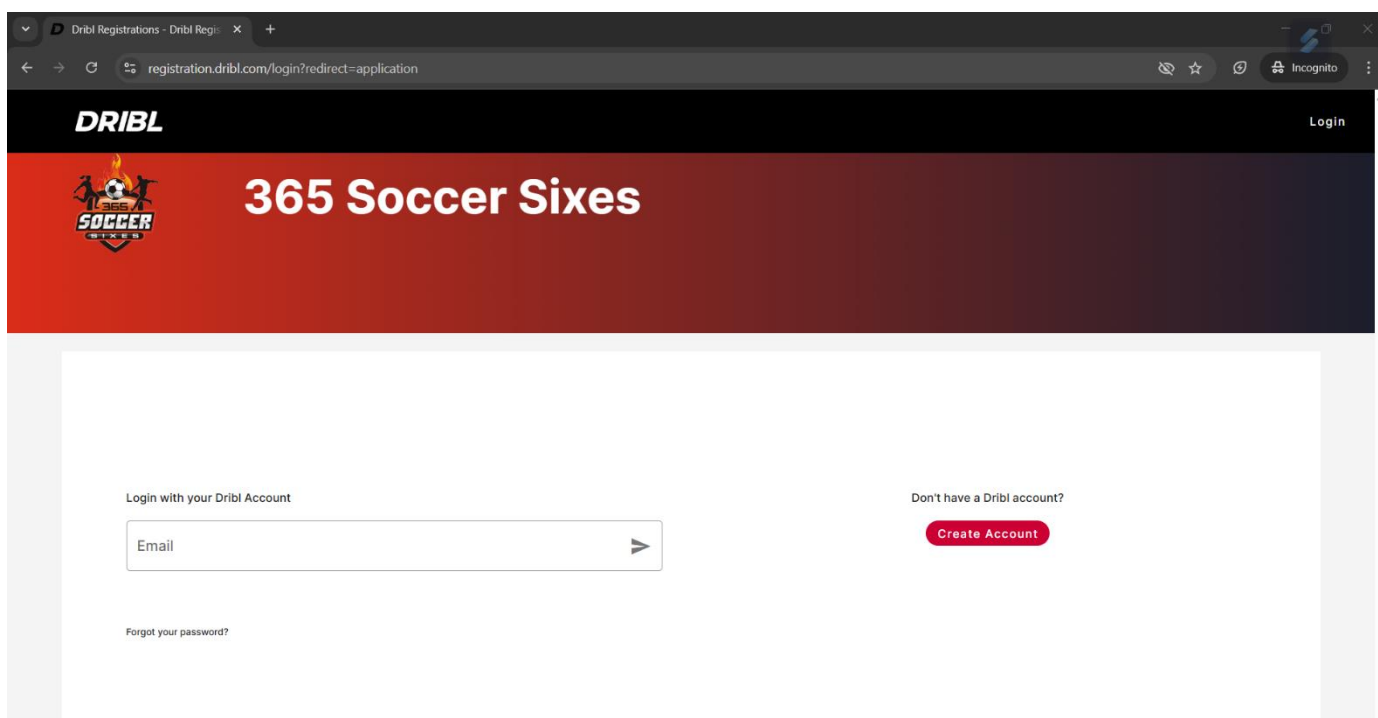 Dribl Registrations - Dribl Regis
registration.dribl.com/login?redirect=application
Incognito
DRIBL
Login
365
SOCCER
SIXES
365 Soccer Sixes
Login with your Dribl Account
Don't have a Dribl account?
Email
Create Account
Forgot your password?